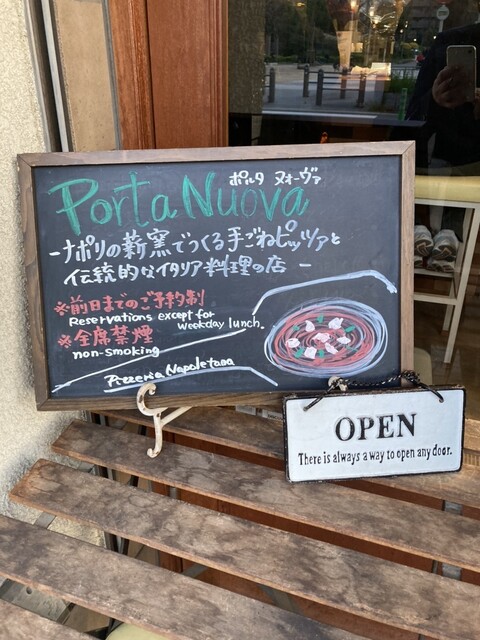 Porta Nuova ポルタ ヌォーヴァ
-ナポリの薪窯でつくる手ごねピッツァと
伝統的なイタリア料理の店-
※前日までのご予約制
Reservations except for
weekday lunch.
※全席禁煙
non-smoking
Pizzeria Napoletana
OPEN
There is always a way to open any door.